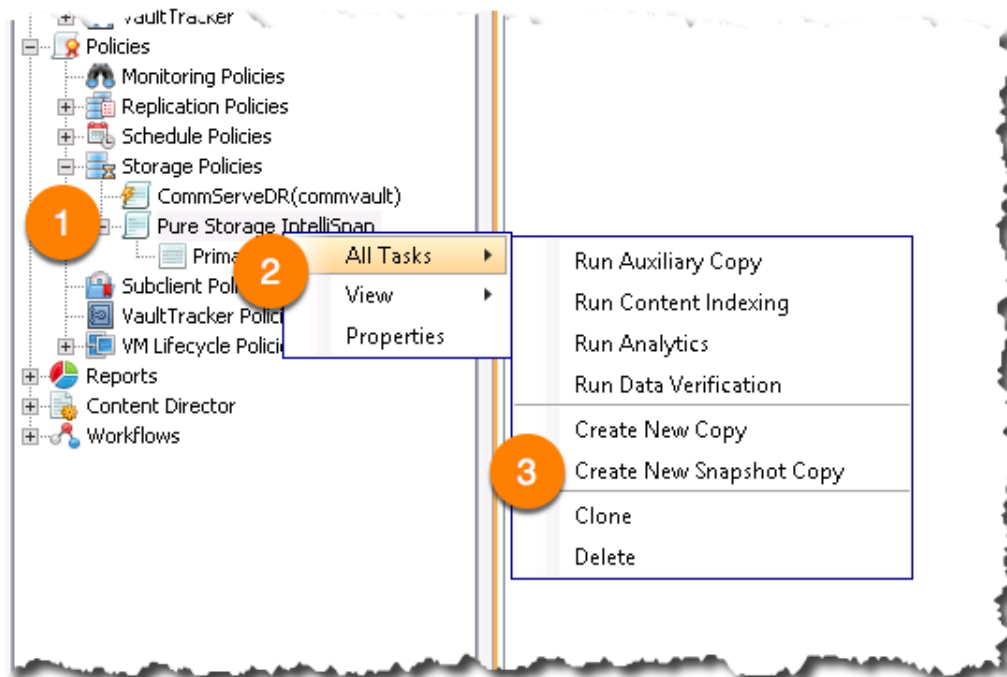 VaultTracker
Policies
Monitoring Policies
Replication Policies
Schedule Policies
Storage Policies
CommServeDR(commvault)
1
Pure Storage IntelliSnap
Prima
2
All Tasks
View
Properties
Subclient Poli
VaultTracker Polici
VM Lifecycle Policie
Reports
Content Director
Workflows
Run Auxiliary Copy
Run Content Indexing
Run Analytics
Run Data Verification
Create New Copy
3
Create New Snapshot Copy
Clone
Delete